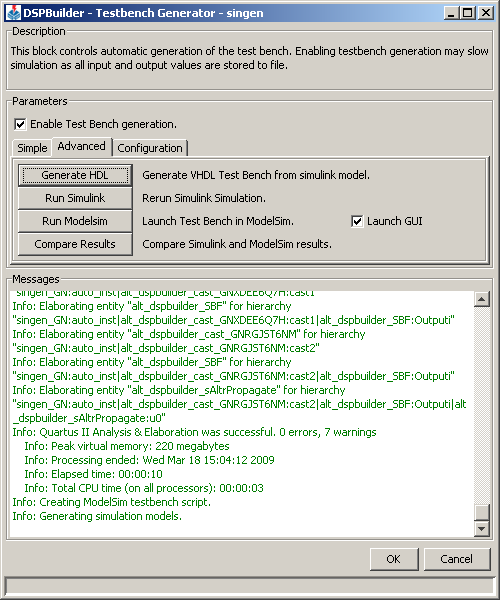 DSPBuilder - Testbench Generator - singen
Description
This block controls automatic generation of the test bench. Enabling testbench generation may slow
simulation as all input and output values are stored to file.
Parameters
Enable Test Bench generation.
Simple Advanced Configuration
Generate HDL Generate VHDL Test Bench from simulink model.
Run Simulink Rerun Simulink Simulation.
Run Modelsim Launch Test Bench in ModelSim. Launch GUI
Compare Results Compare Simulink and ModelSim results.
Messages
"singen_GN:auto_inst|alt_dspbuilder_cast_GNXDEE6Q7H:cast1"
Info: Elaborating entity "alt_dspbuilder_SBF" for hierarchy
"singen_GN:auto_inst|alt_dspbuilder_cast_GNXDEE6Q7H:cast1|alt_dspbuilder_SBF:Outputi"
Info: Elaborating entity "alt_dspbuilder_cast_GNRGJST6NM" for hierarchy
"singen_GN:auto_inst|alt_dspbuilder_cast_GNRGJST6NM:cast2"
Info: Elaborating entity "alt_dspbuilder_SBF" for hierarchy
"singen_GN:auto_inst|alt_dspbuilder_cast_GNRGJST6NM:cast2|alt_dspbuilder_SBF:Outputi"
Info: Elaborating entity "alt_dspbuilder_sAltrPropagate" for hierarchy
"singen_GN:auto_inst|alt_dspbuilder_cast_GNRGJST6NM:cast2|alt_dspbuilder_SBF:Outputi|alt
_dspbuilder_sAltrPropagate:u0"
Info: Quartus II Analysis & Elaboration was successful. 0 errors, 7 warnings
Info: Peak virtual memory: 220 megabytes
Info: Processing ended: Wed Mar 18 15:04:12 2009
Info: Elapsed time: 00:00:10
Info: Total CPU time (on all processors): 00:00:03
Info: Creating ModelSim testbench script.
Info: Generating simulation models.
OK Cancel